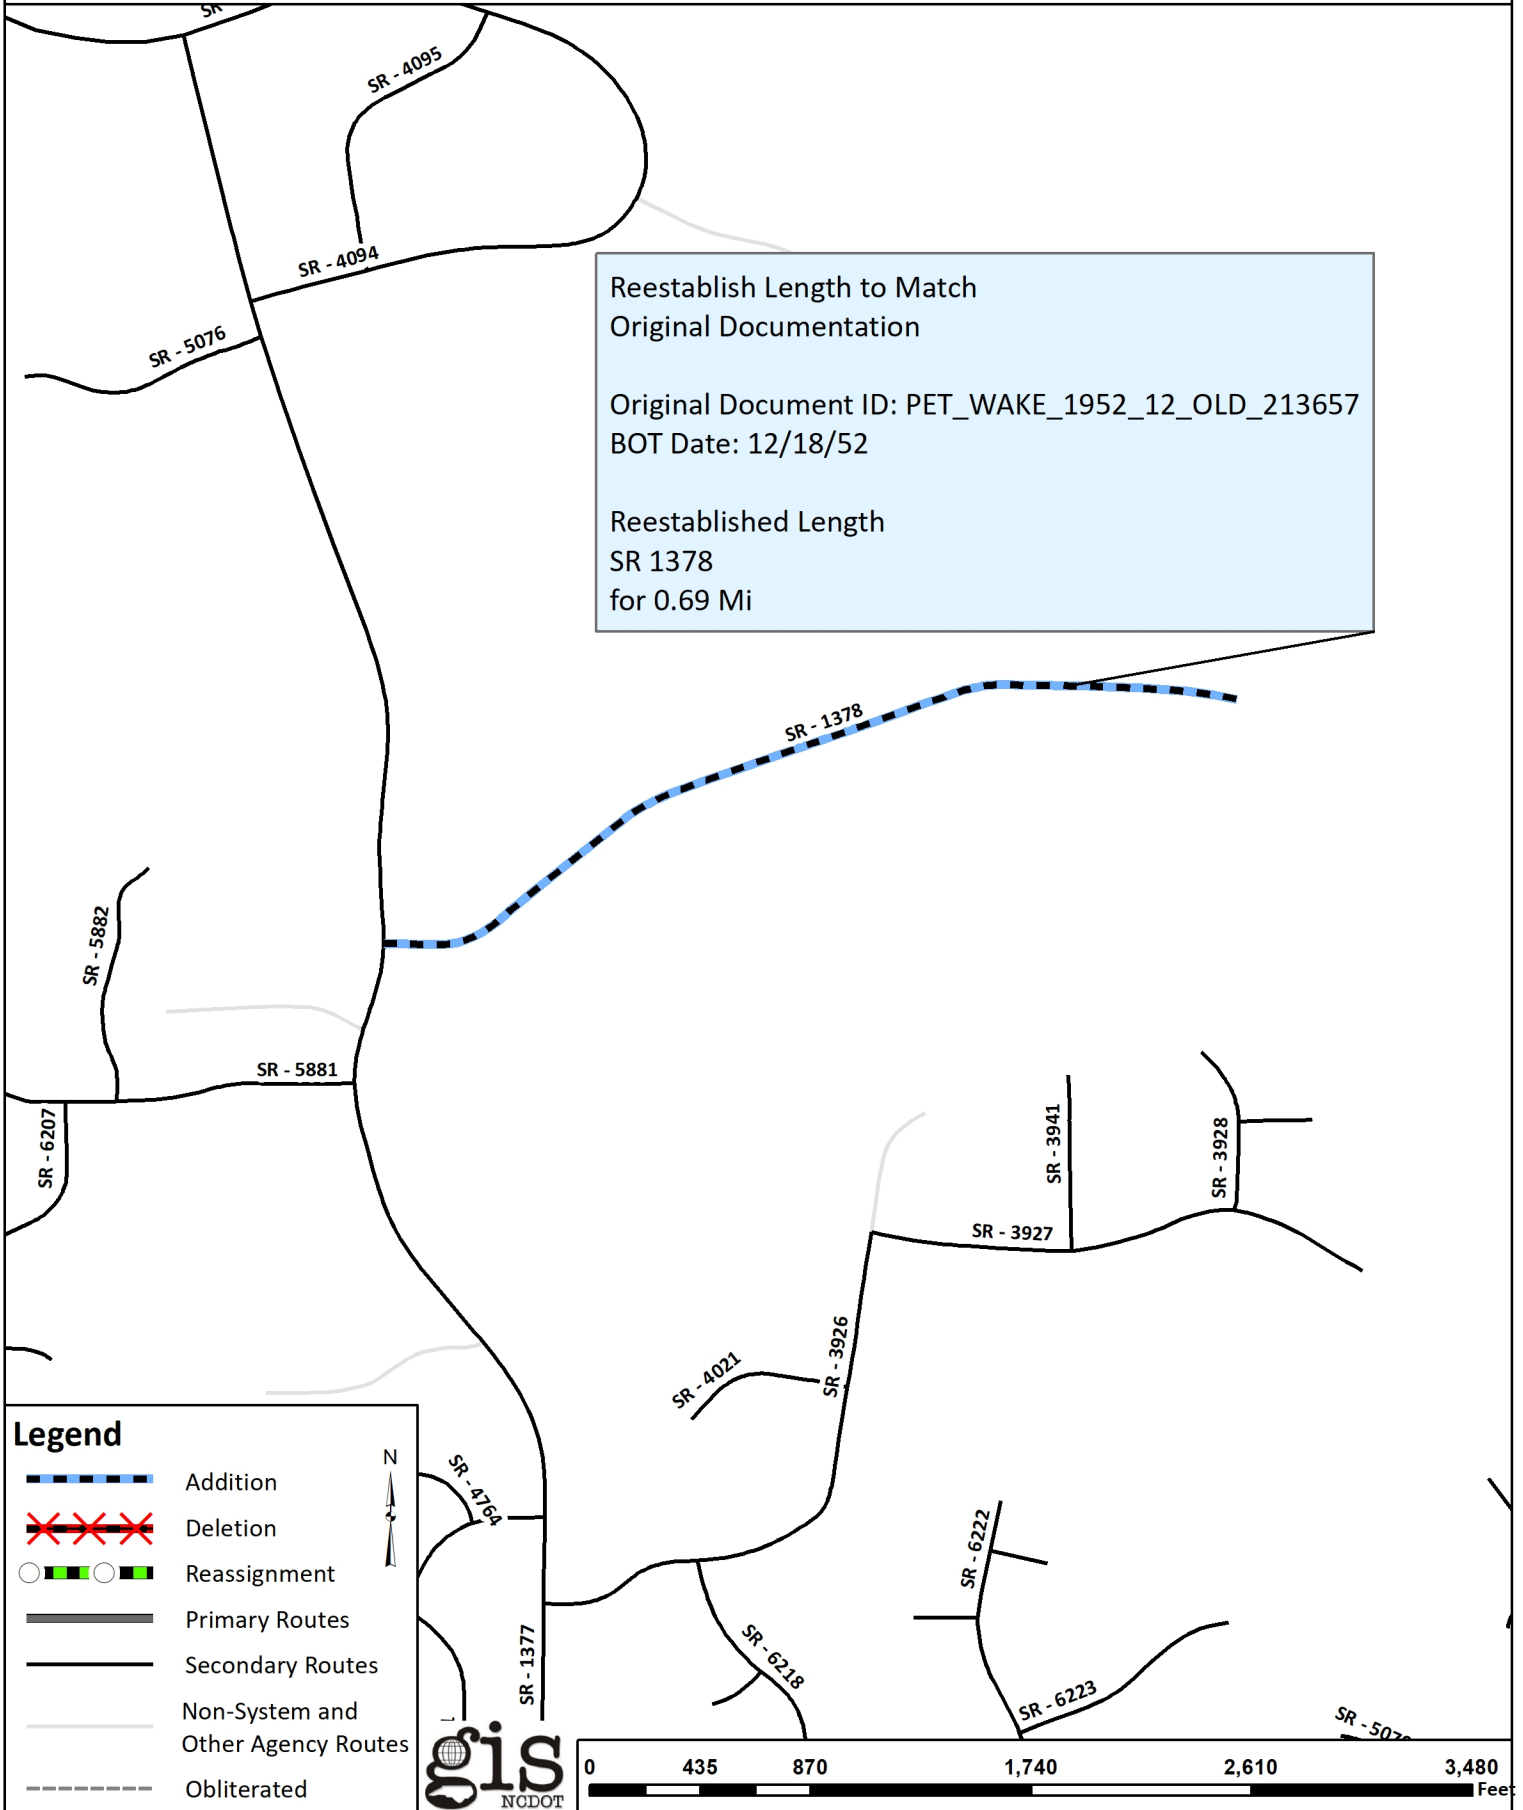 SR
SR - 4095
SR - 4094
SR - 5076
Reestablish Length to Match
Original Documentation
Original Document ID: PET_WAKE_1952_12_OLD_213657
BOT Date: 12/18/52
Reestablished Length
SR 1378
for 0.69 Mi
SR - 1378
SR - 5882
SR - 5881
SR - 6207
SR - 3941
SR - 3928
SR - 3927
SR - 3926
SR - 4021
SR - 4764
SR - 6222
SR - 1377
SR - 6218
SR - 6223
Legend
N
Addition
Deletion
Reassignment
Primary Routes
Secondary Routes
Non-System and
Other Agency Routes
Obliterated
gis
NCDOT
0 435 870 1,740 2,610 3,480
Feet